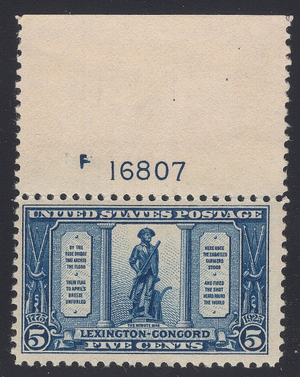 F 16807
UNITED STATES POSTAGE
BY THE
RUDE BRIDGE
THAT ARCHED
THE FLOOD
THEIR FLAG
TO APRIL'S
BREEZE
UNFURLED
HERE ONCE
THE EMBATTLED
FARMERS
STOOD
AND FIRED
THE SHOT
HEARD ROUND
THE WORLD
1775
1925
THE MINUTE MAN
LEXINGTON-CONCORD
5 FIVE CENTS 5